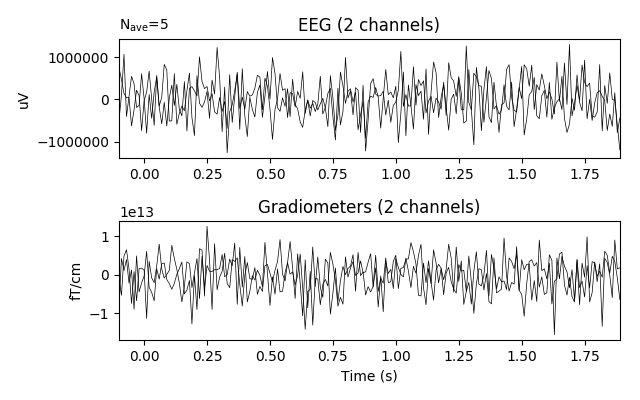 N_ave=5
EEG (2 channels)
1000000
0
−1000000
uV
0.00 0.25 0.50 0.75 1.00 1.25 1.50 1.75
1e13
Gradiometers (2 channels)
1
0
−1
fT/cm
0.00 0.25 0.50 0.75 1.00 1.25 1.50 1.75
Time (s)